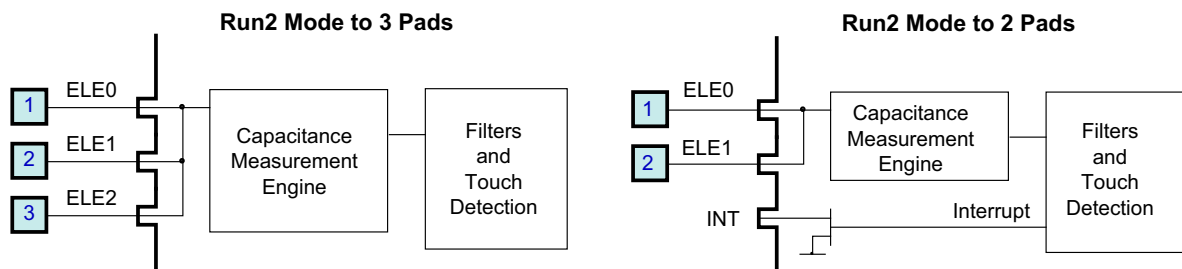 Run2 Mode to 3 Pads
1
ELE0
2
ELE1
3
ELE2
Capacitance
Measurement
Engine
Filters
and
Touch
Detection
Run2 Mode to 2 Pads
1
ELE0
2
ELE1
INT
Capacitance
Measurement
Engine
Interrupt
Filters
and
Touch
Detection